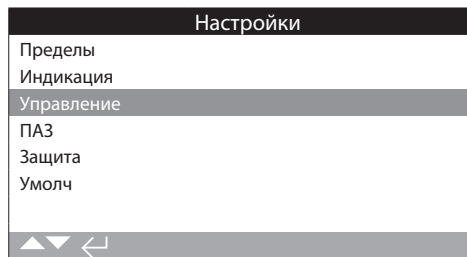 Настройки
Пределы
Индикация
Управление
ПАЗ
Защита
Умолч